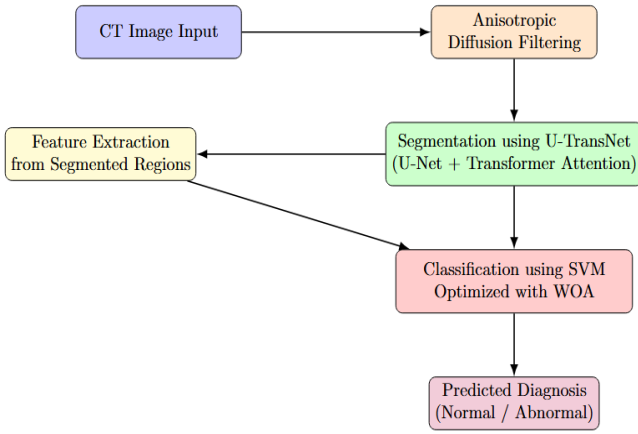 CT Image Input
Anisotropic
Diffusion Filtering
Feature Extraction
from Segmented Regions
Segmentation using U-TransNet
(U-Net + Transformer Attention)
Classification using SVM
Optimized with WOA
Predicted Diagnosis
(Normal / Abnormal)